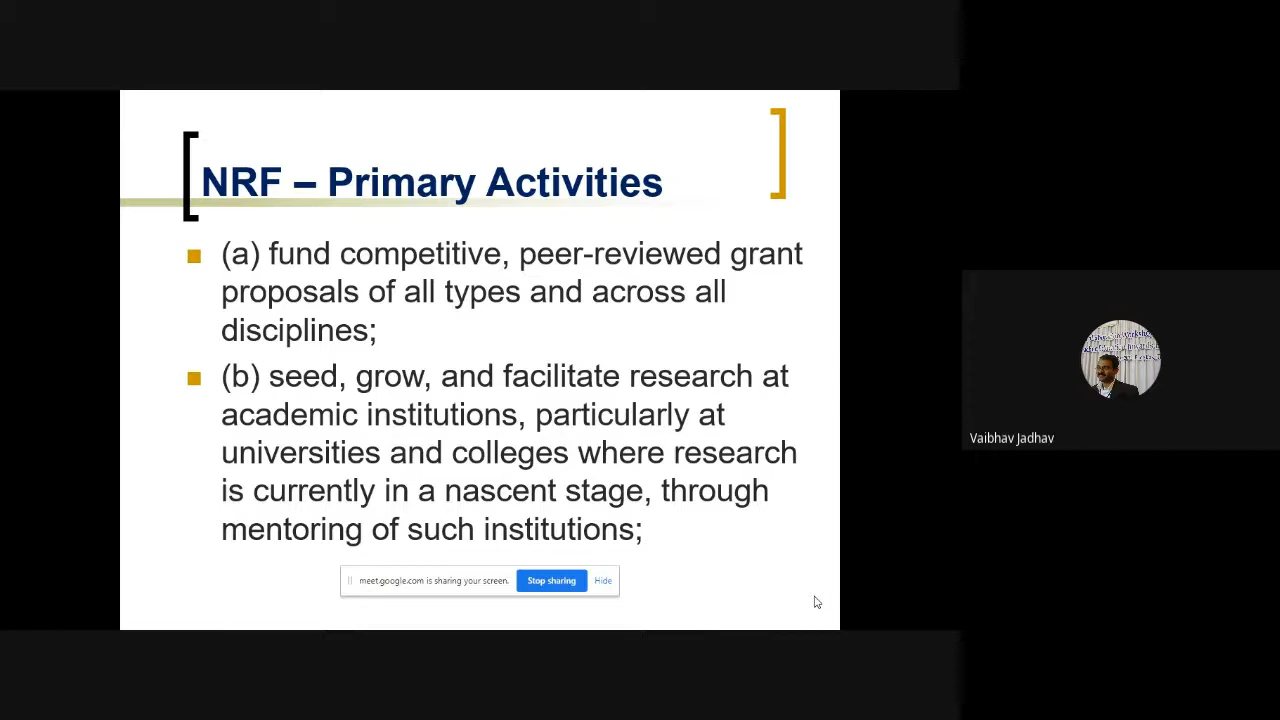 NRF – Primary Activities
(a) fund competitive, peer-reviewed grant
proposals of all types and across all
disciplines;
(b) seed, grow, and facilitate research at
academic institutions, particularly at
universities and colleges where research
is currently in a nascent stage, through
mentoring of such institutions;
meet.google.com is sharing your screen. Stop sharing Hide
Vaibhav Jadhav